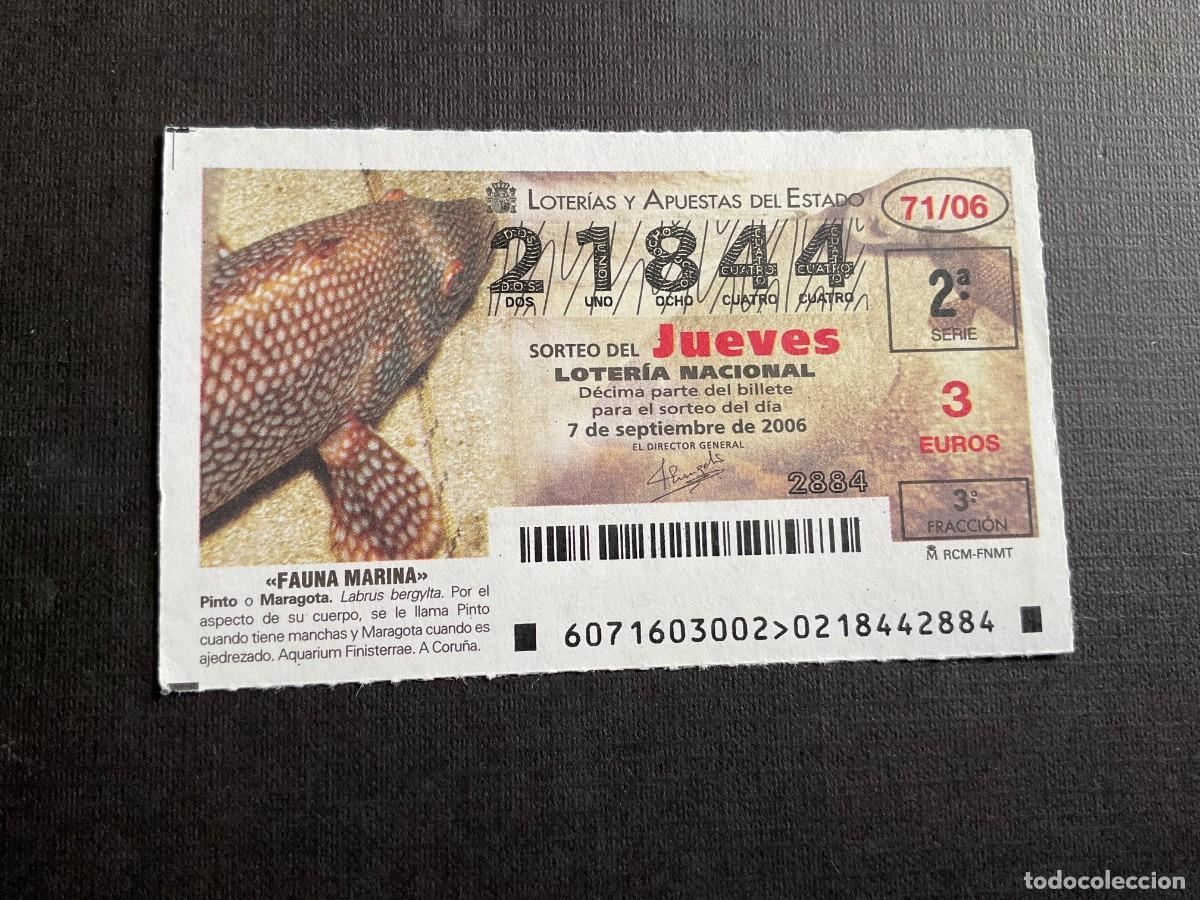 LOTERÍAS Y APUESTAS DEL ESTADO
71/06
21844
DOS UNO OCHO CUATRO CUATRO
2ª
SERIE
SORTEO DEL Jueves
LOTERÍA NACIONAL
Décima parte del billete
para el sorteo del día
7 de septiembre de 2006
EL DIRECTOR GENERAL
3
EUROS
2884
3ª
FRACCIÓN
RCM-FNMT
«FAUNA MARINA»
Pinto o Maragota. Labrus bergylta. Por el
aspecto de su cuerpo, se le llama Pinto
cuando tiene manchas y Maragota cuando es
ajedrezado. Aquarium Finisterrae. A Coruña.
6071603002>0218442884
todocoleccion